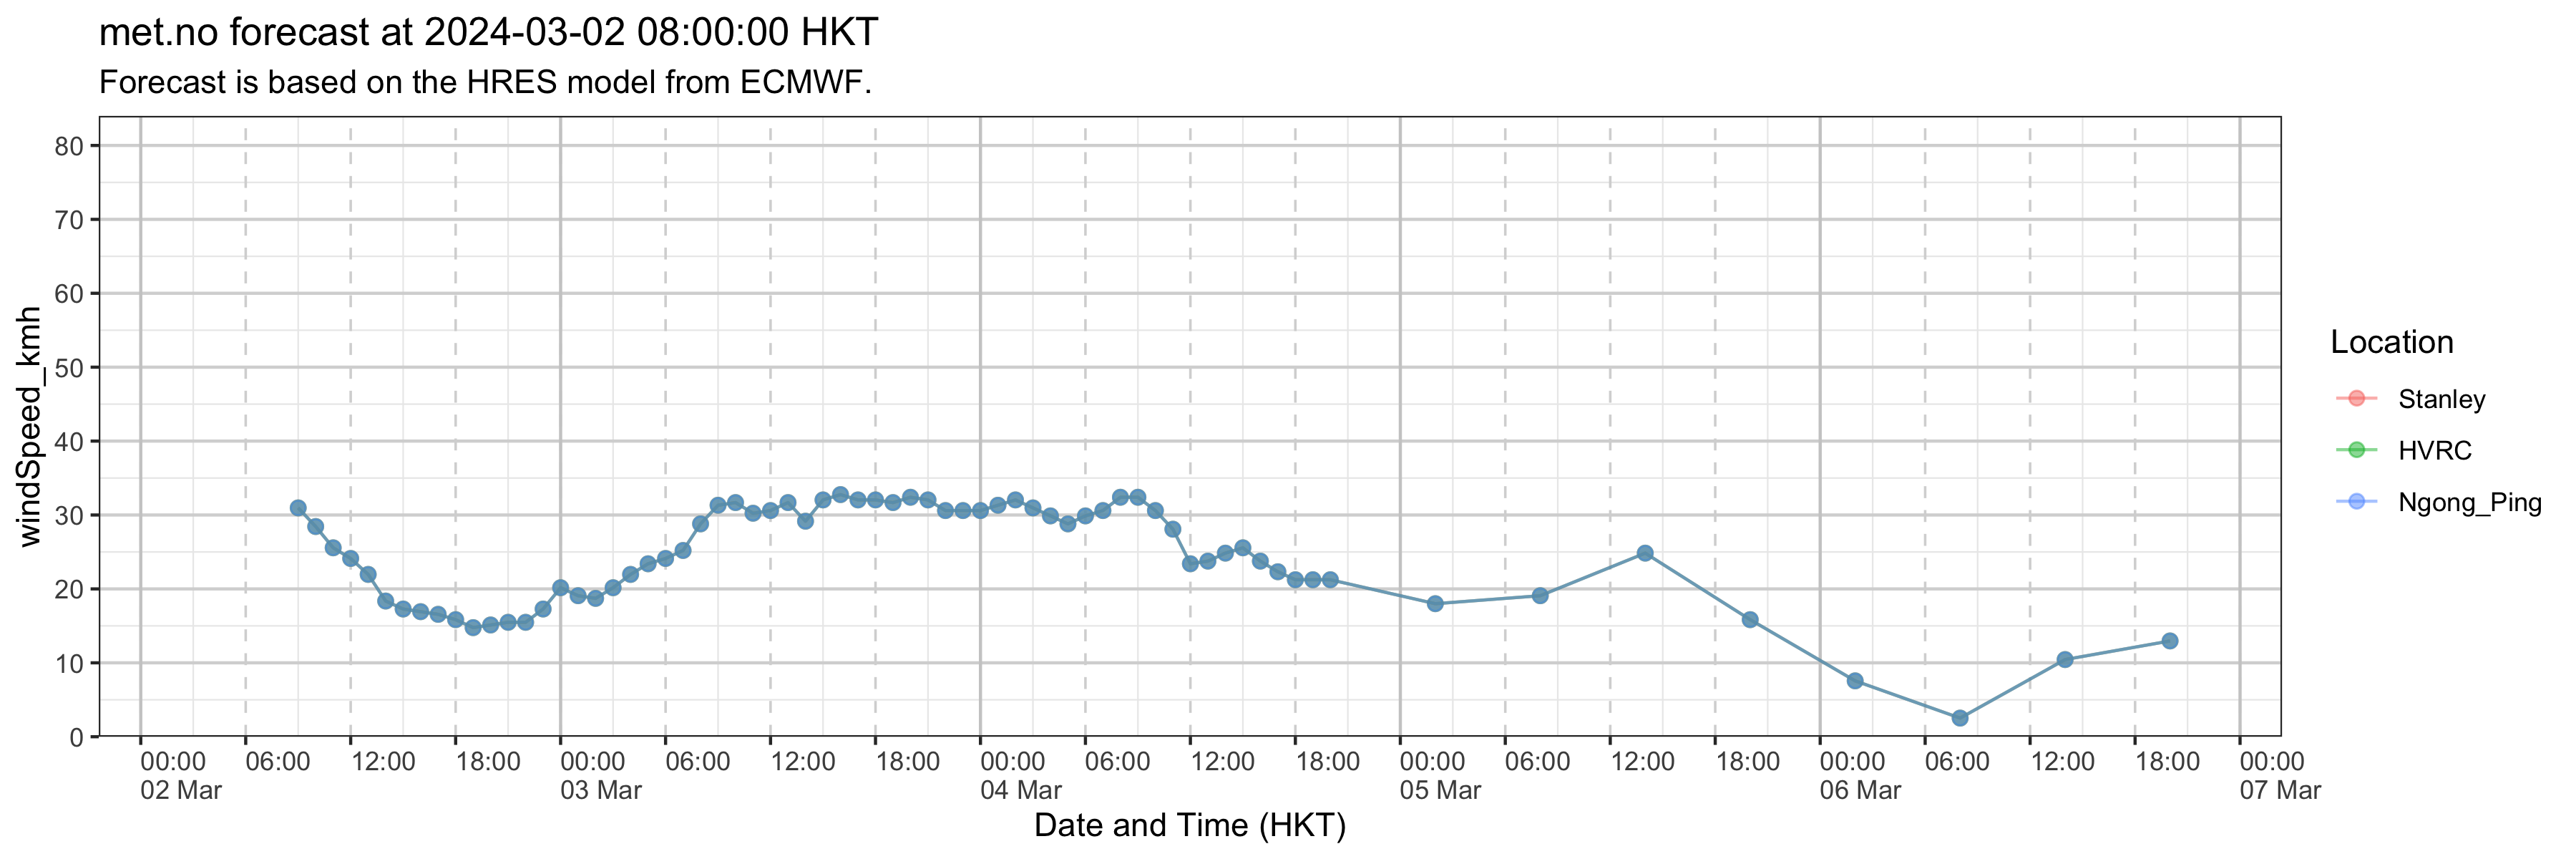 met.no forecast at 2024-03-02 08:00:00 HKT
Forecast is based on the HRES model from ECMWF.
windSpeed_kmh
80
70
60
50
40
30
20
10
0
00:00 06:00 12:00 18:00 00:00 06:00 12:00 18:00 00:00 06:00 12:00 18:00 00:00 06:00 12:00 18:00 00:00 06:00 12:00 18:00 00:00
02 Mar 03 Mar 04 Mar 05 Mar 06 Mar 07 Mar
Date and Time (HKT)
Location
Stanley
HVRC
Ngong_Ping